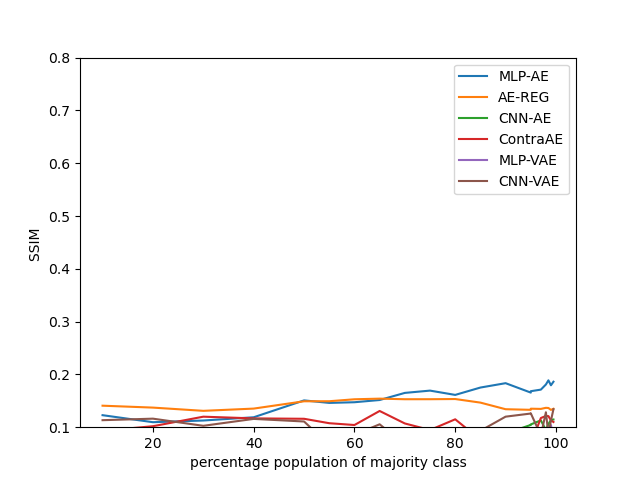 0.8
0.7
0.6
0.5
0.4
0.3
0.2
0.1
SSIM
MLP-AE
AE-REG
CNN-AE
ContraAE
MLP-VAE
CNN-VAE
20 40 60 80 100
percentage population of majority class